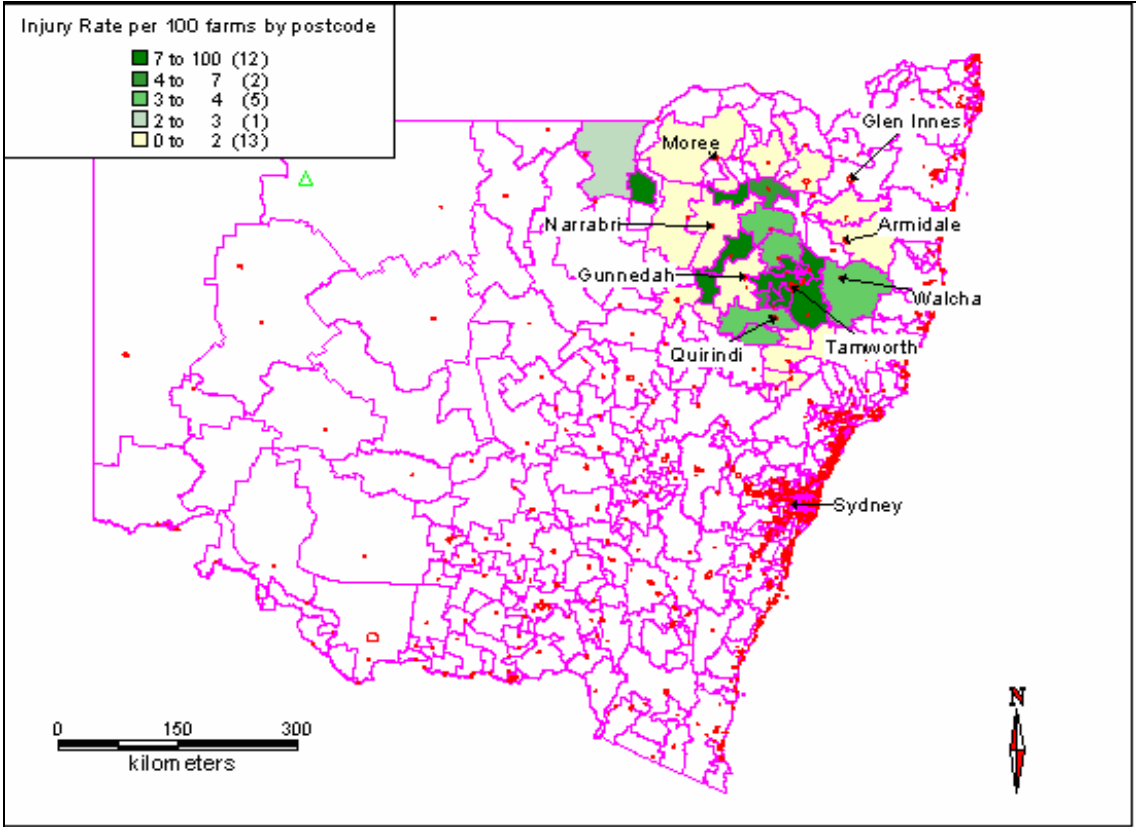 Injury Rate per 100 farms by postcode
7 to 100 (12)
4 to 7 (2)
3 to 4 (5)
2 to 3 (1)
0 to 2 (13)
Glen Innes
Moree
Narrabri
Armidale
Gunnedah
Walcha
Quirindi
Tamworth
Sydney
0 150 300
kilometers
N